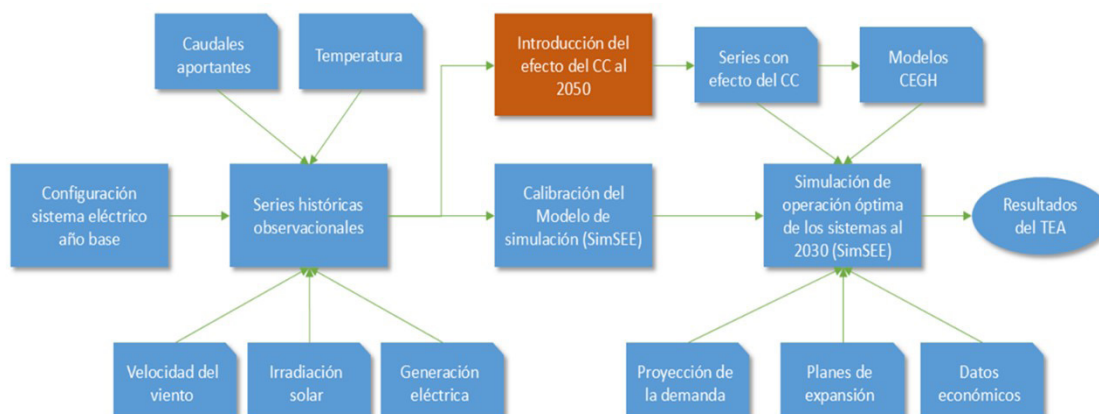 Caudales
aportantes
Temperatura
Introducción del
efecto del CC al
2050
Series con
efecto del CC
Modelos
CEGH
Configuración
sistema eléctrico
año base
Series históricas
observacionales
Calibración del
Modelo de
simulación (SimSEE)
Simulación de
operación óptima
de los sistemas al
2030 (SimSEE)
Resultados
del TEA
Velocidad del
viento
Irradiación
solar
Generación
eléctrica
Proyección de
la demanda
Planes de
expansión
Datos
económicos